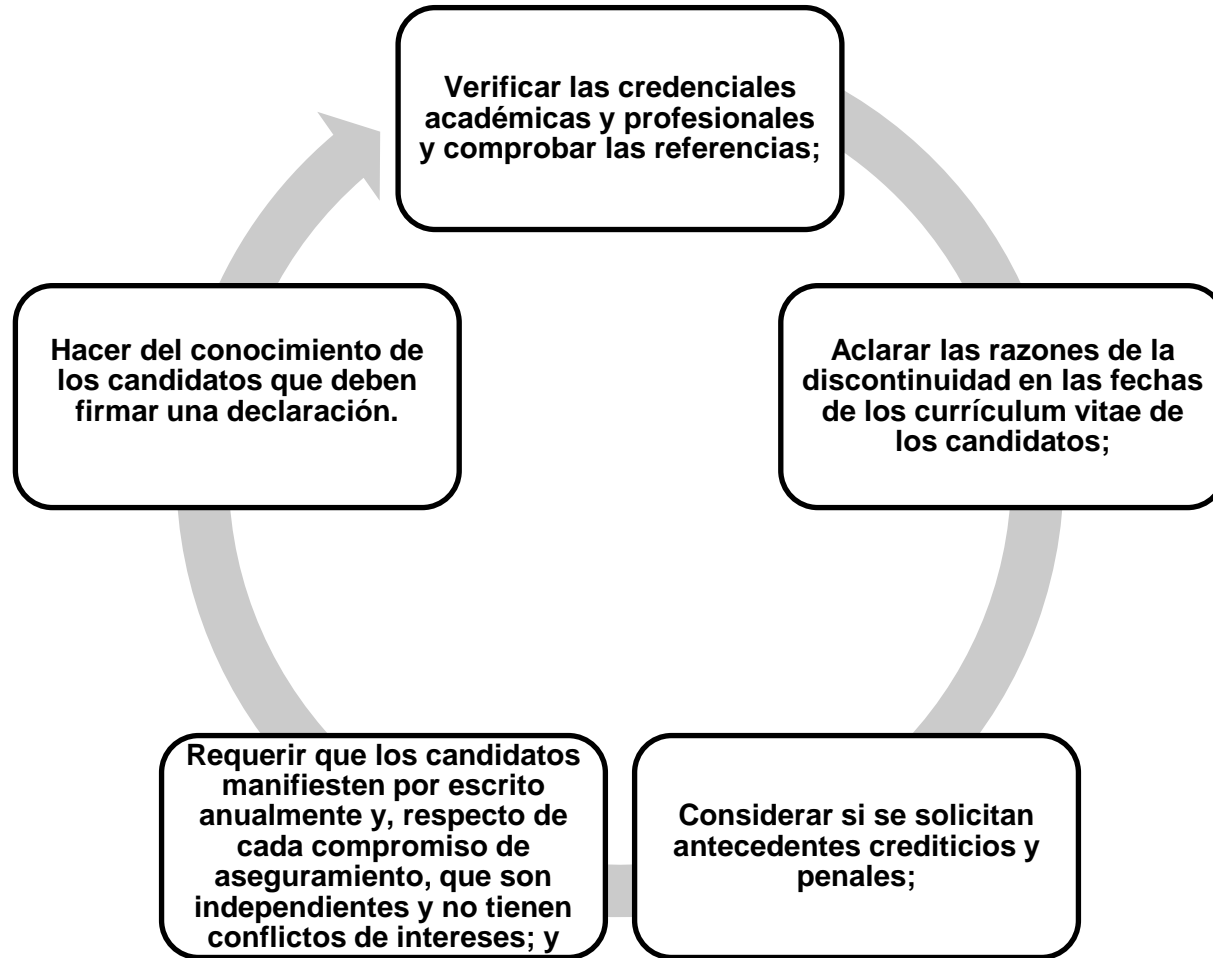 Verificar las credenciales
académicas y profesionales
y comprobar las referencias;
Aclarar las razones de la
discontinuidad en las fechas
de los currículum vitae de
los candidatos;
Considerar si se solicitan
antecedentes crediticios y
penales;
Requerir que los candidatos
manifiesten por escrito
anualmente y, respecto de
cada compromiso de
aseguramiento, que son
independientes y no tienen
conflictos de intereses; y
Hacer del conocimiento de
los candidatos que deben
firmar una declaración.